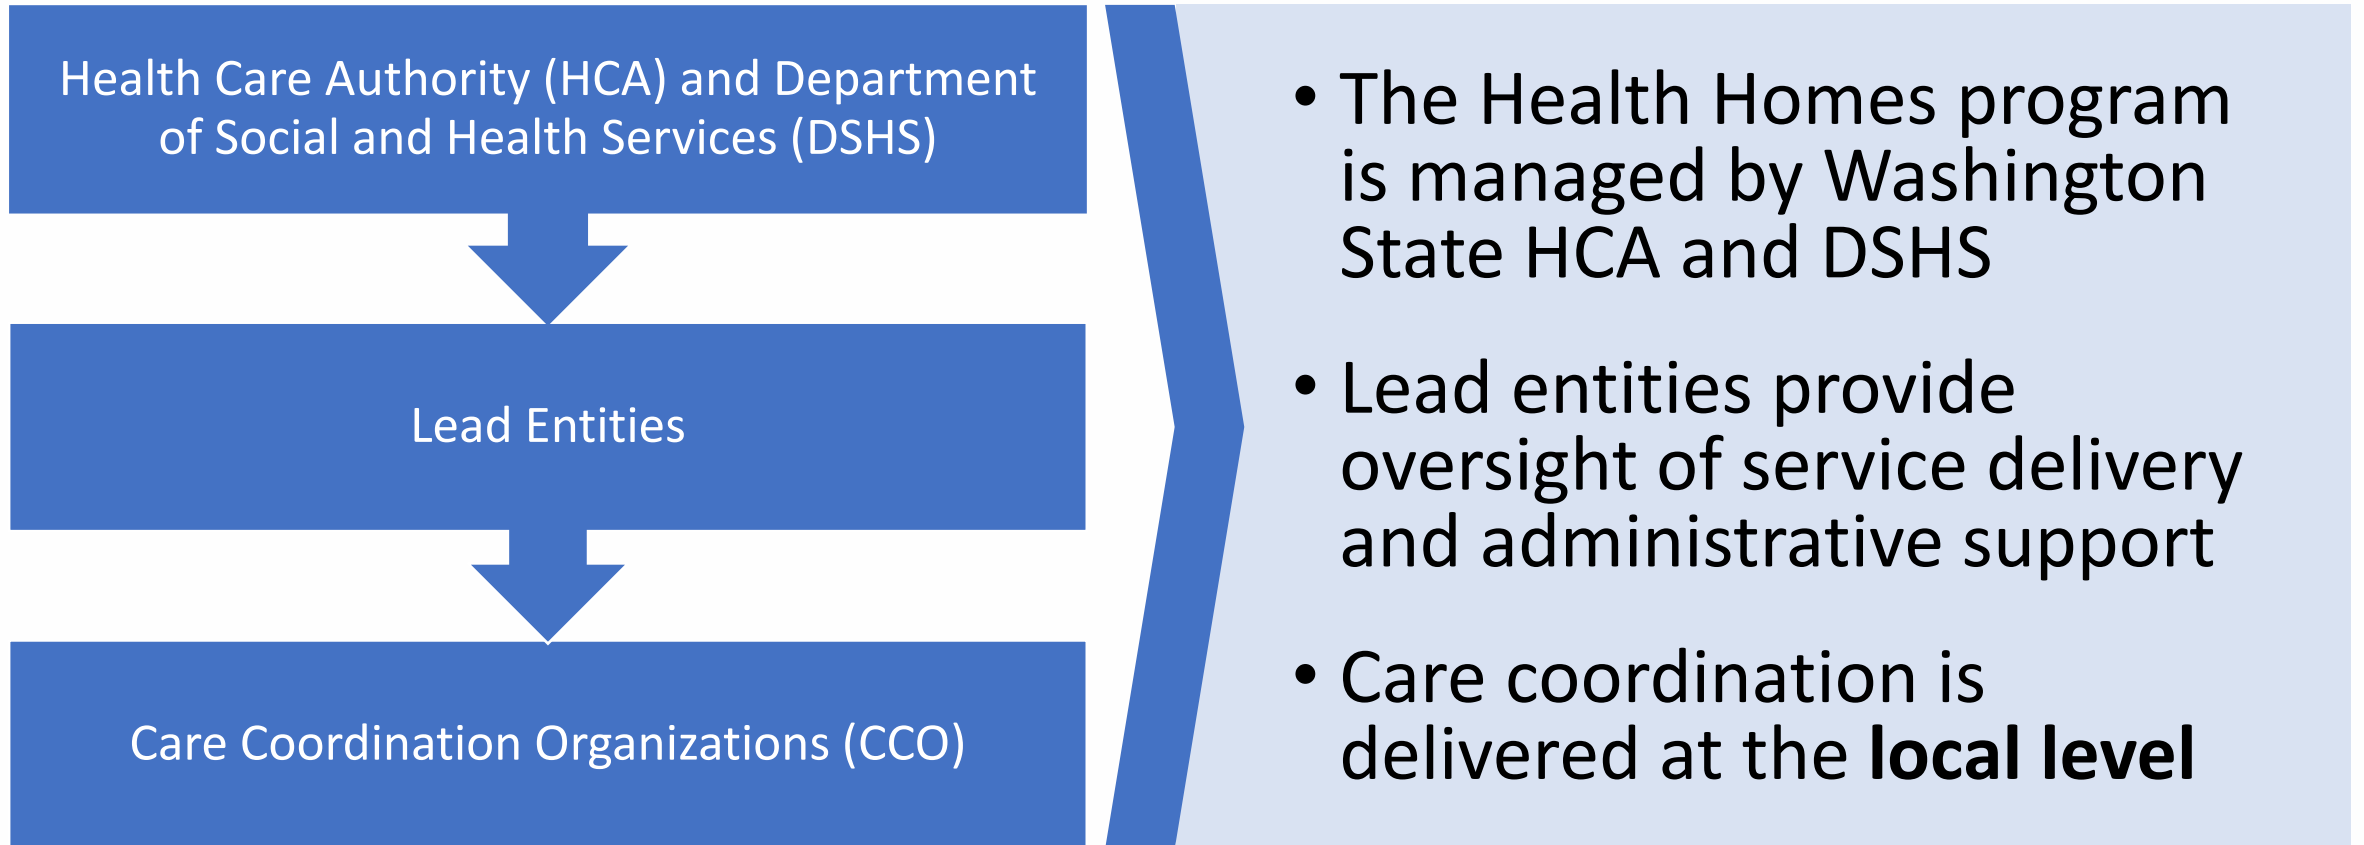 Health Care Authority (HCA) and Department
of Social and Health Services (DSHS)
Lead Entities
Care Coordination Organizations (CCO)
• The Health Homes program
is managed by Washington
State HCA and DSHS
• Lead entities provide
oversight of service delivery
and administrative support
• Care coordination is
delivered at the local level